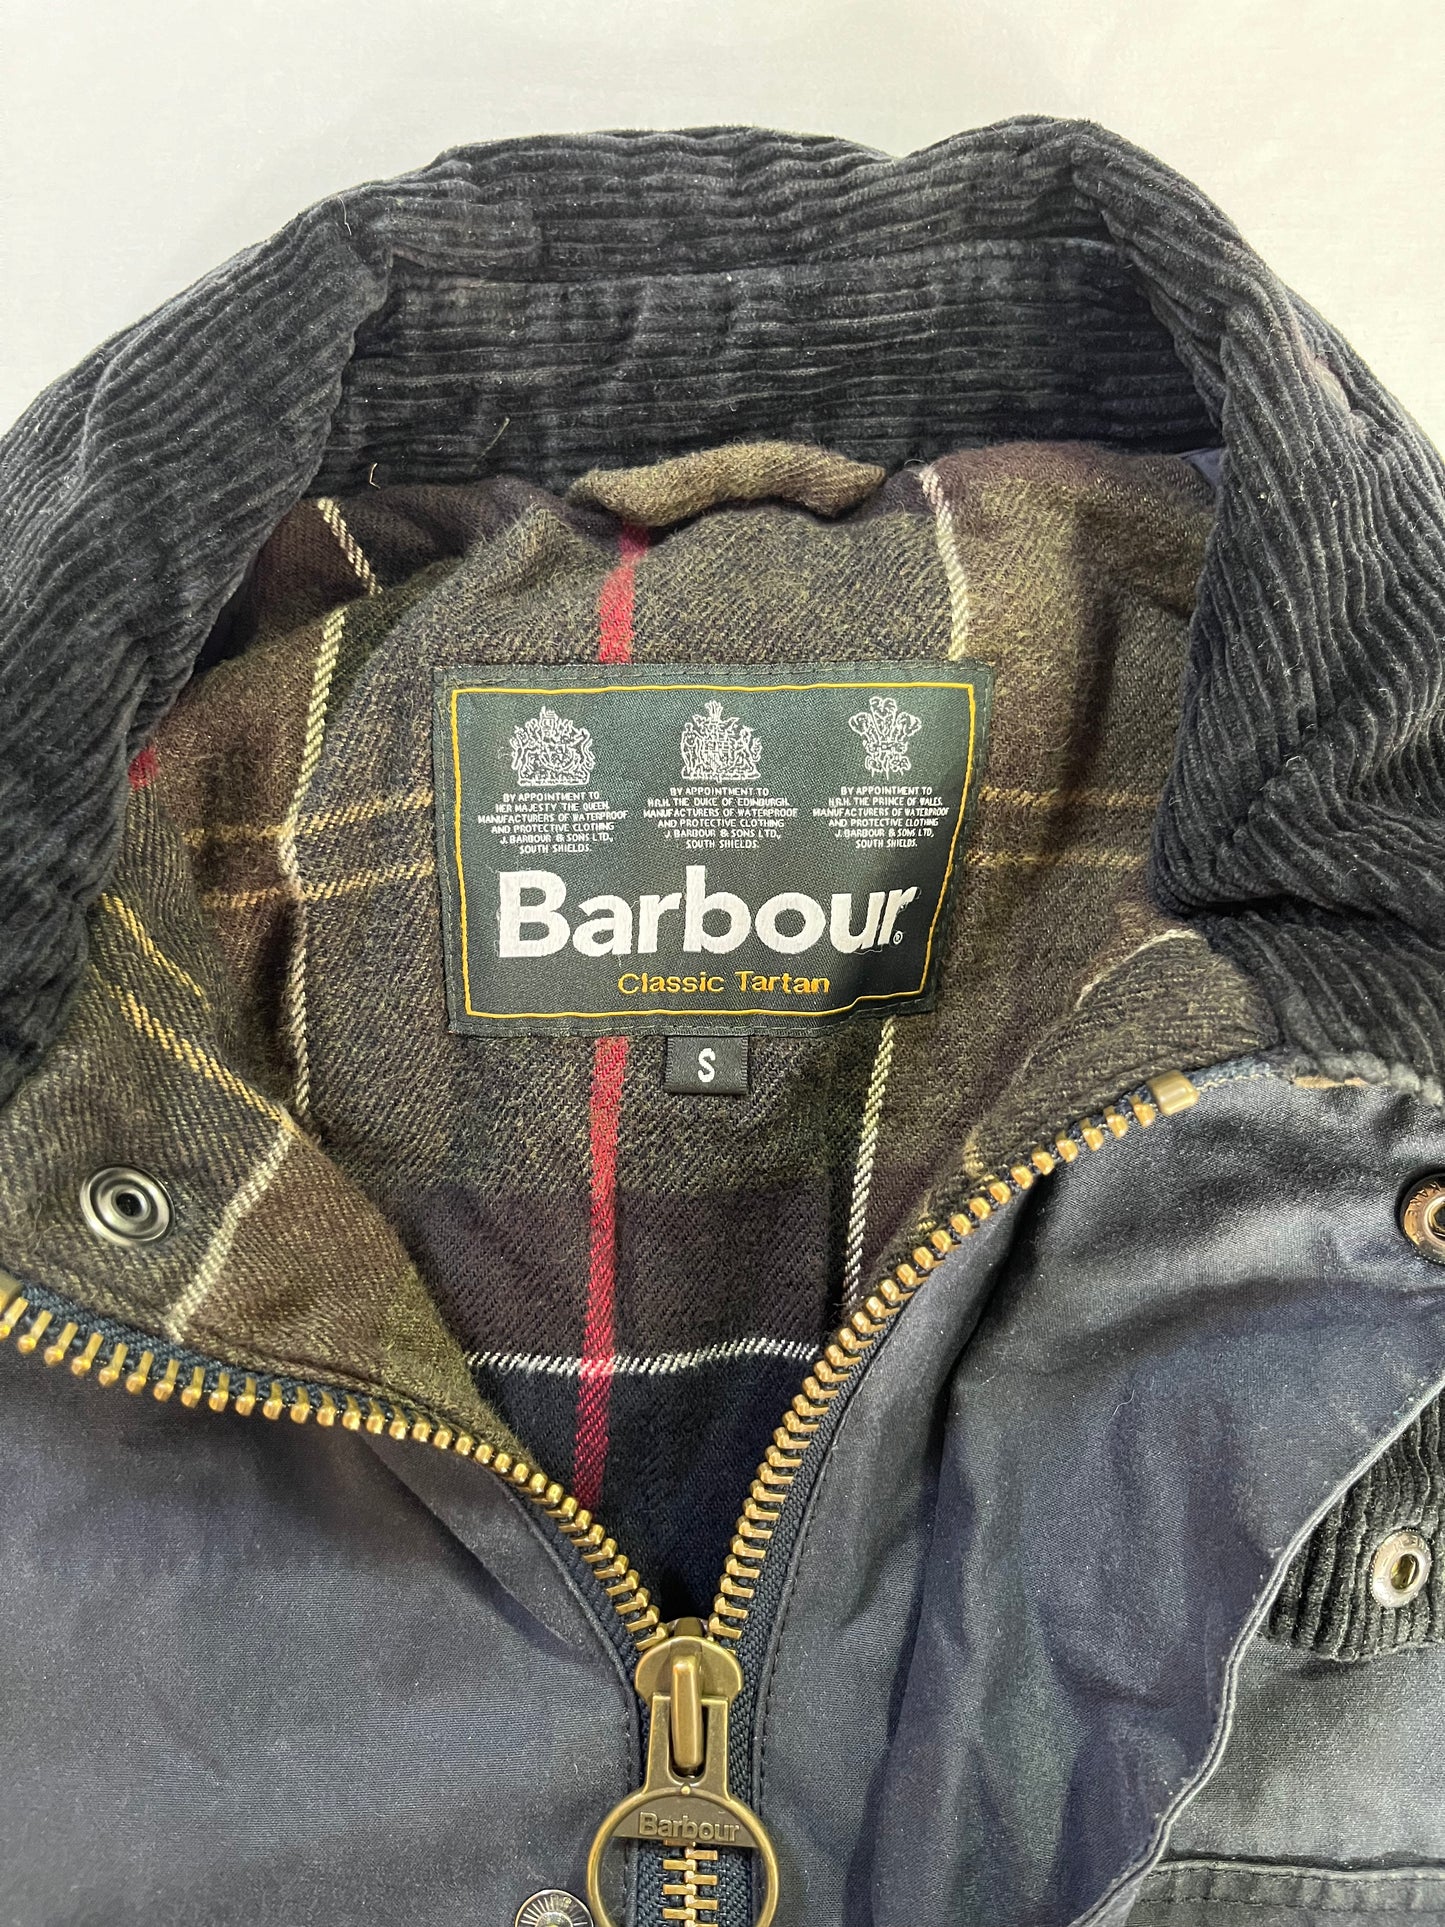 BY APPOINTMENT TO
HER MAJESTY THE QUEEN
MANUFACTURERS OF WATERPROOF
AND PROTECTIVE CLOTHING
J. BARBOUR & SONS LTD.,
SOUTH SHIELDS.
BY APPOINTMENT TO
H.R.H. THE DUKE OF EDINBURGH.
MANUFACTURERS OF WATERPROOF
AND PROTECTIVE CLOTHING
J. BARBOUR & SONS LTD.,
SOUTH SHIELDS.
BY APPOINTMENT TO
H.R.H. THE PRINCE OF WALES.
MANUFACTURERS OF WATERPROOF
AND PROTECTIVE CLOTHING
J. BARBOUR & SONS LTD,
SOUTH SHIELDS.
Barbour®
Classic Tartan
S
Barbour